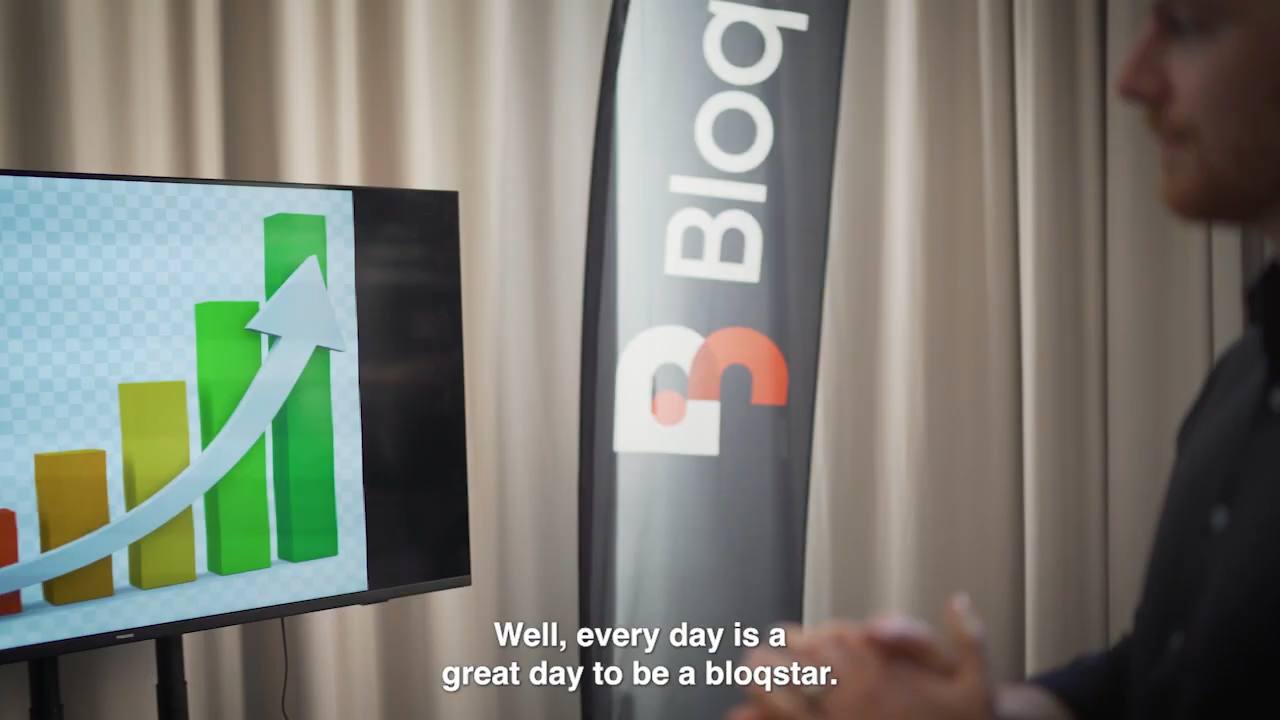 Bloq
Well, every day is a
great day to be a bloqstar.